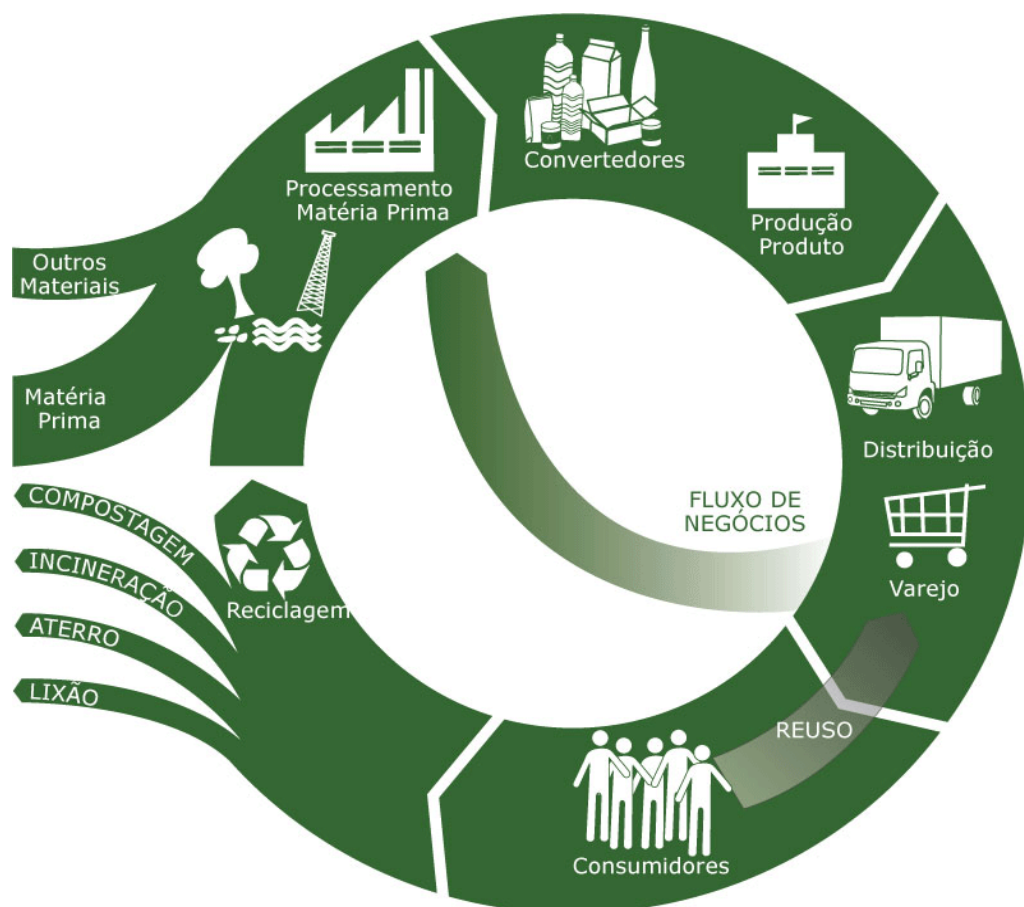 Convertedores
Processamento
Matéria Prima
Produção
Produto
Outros
Materiais
Matéria
Prima
Distribuição
FLUXO DE
NEGÓCIOS
Varejo
COMPOSTAGEM
INCINERAÇÃO
ATERRO
LIXÃO
Reciclagem
REUSO
Consumidores